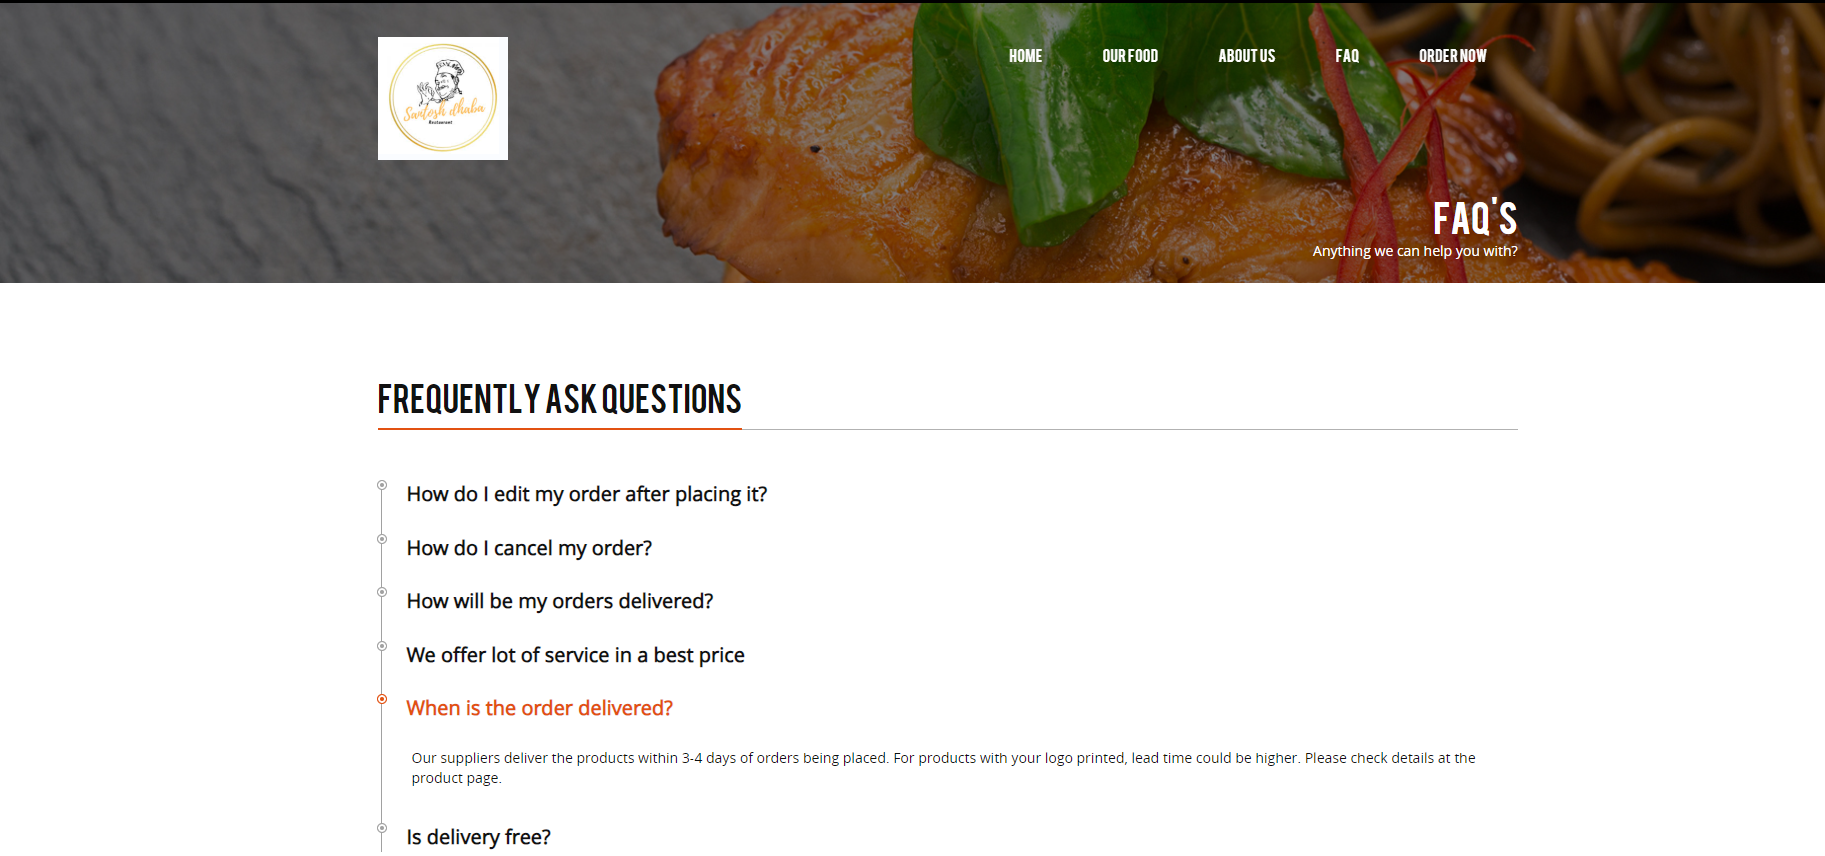 Santosh dhaba
Restaurant
HOME
OUR FOOD
ABOUT US
FAQ
ORDER NOW
FAQ'S
Anything we can help you with?
FREQUENTLY ASK QUESTIONS
How do I edit my order after placing it?
How do I cancel my order?
How will be my orders delivered?
We offer lot of service in a best price
When is the order delivered?
Our suppliers deliver the products within 3-4 days of orders being placed. For products with your logo printed, lead time could be higher. Please check details at the
product page.
Is delivery free?